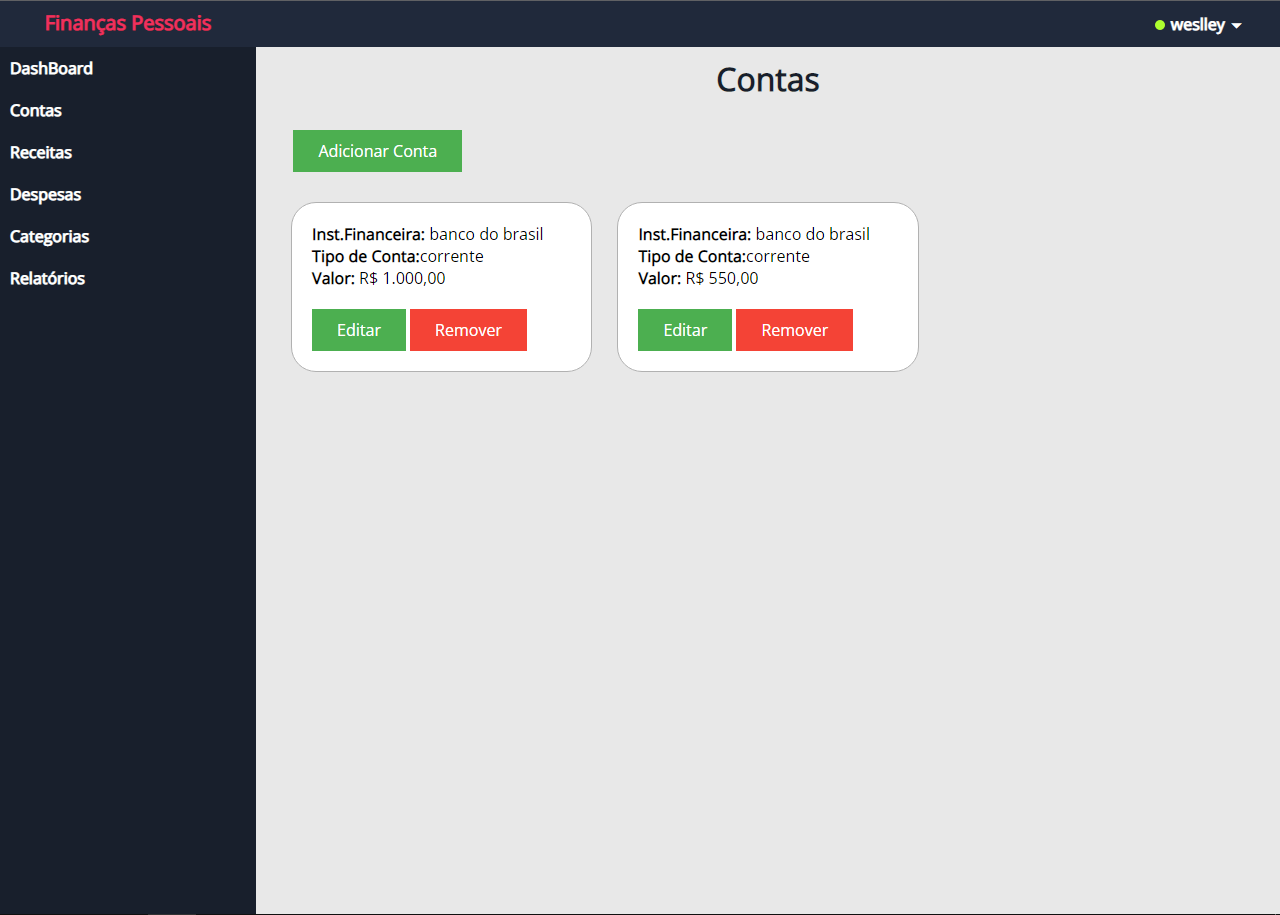 Finanças Pessoais
weslley
DashBoard
Contas
Receitas
Despesas
Categorias
Relatórios
Contas
Adicionar Conta
Inst.Financeira: banco do brasil
Tipo de Conta:corrente
Valor: R$ 1.000,00
Editar Remover
Inst.Financeira: banco do brasil
Tipo de Conta:corrente
Valor: R$ 550,00
Editar Remover